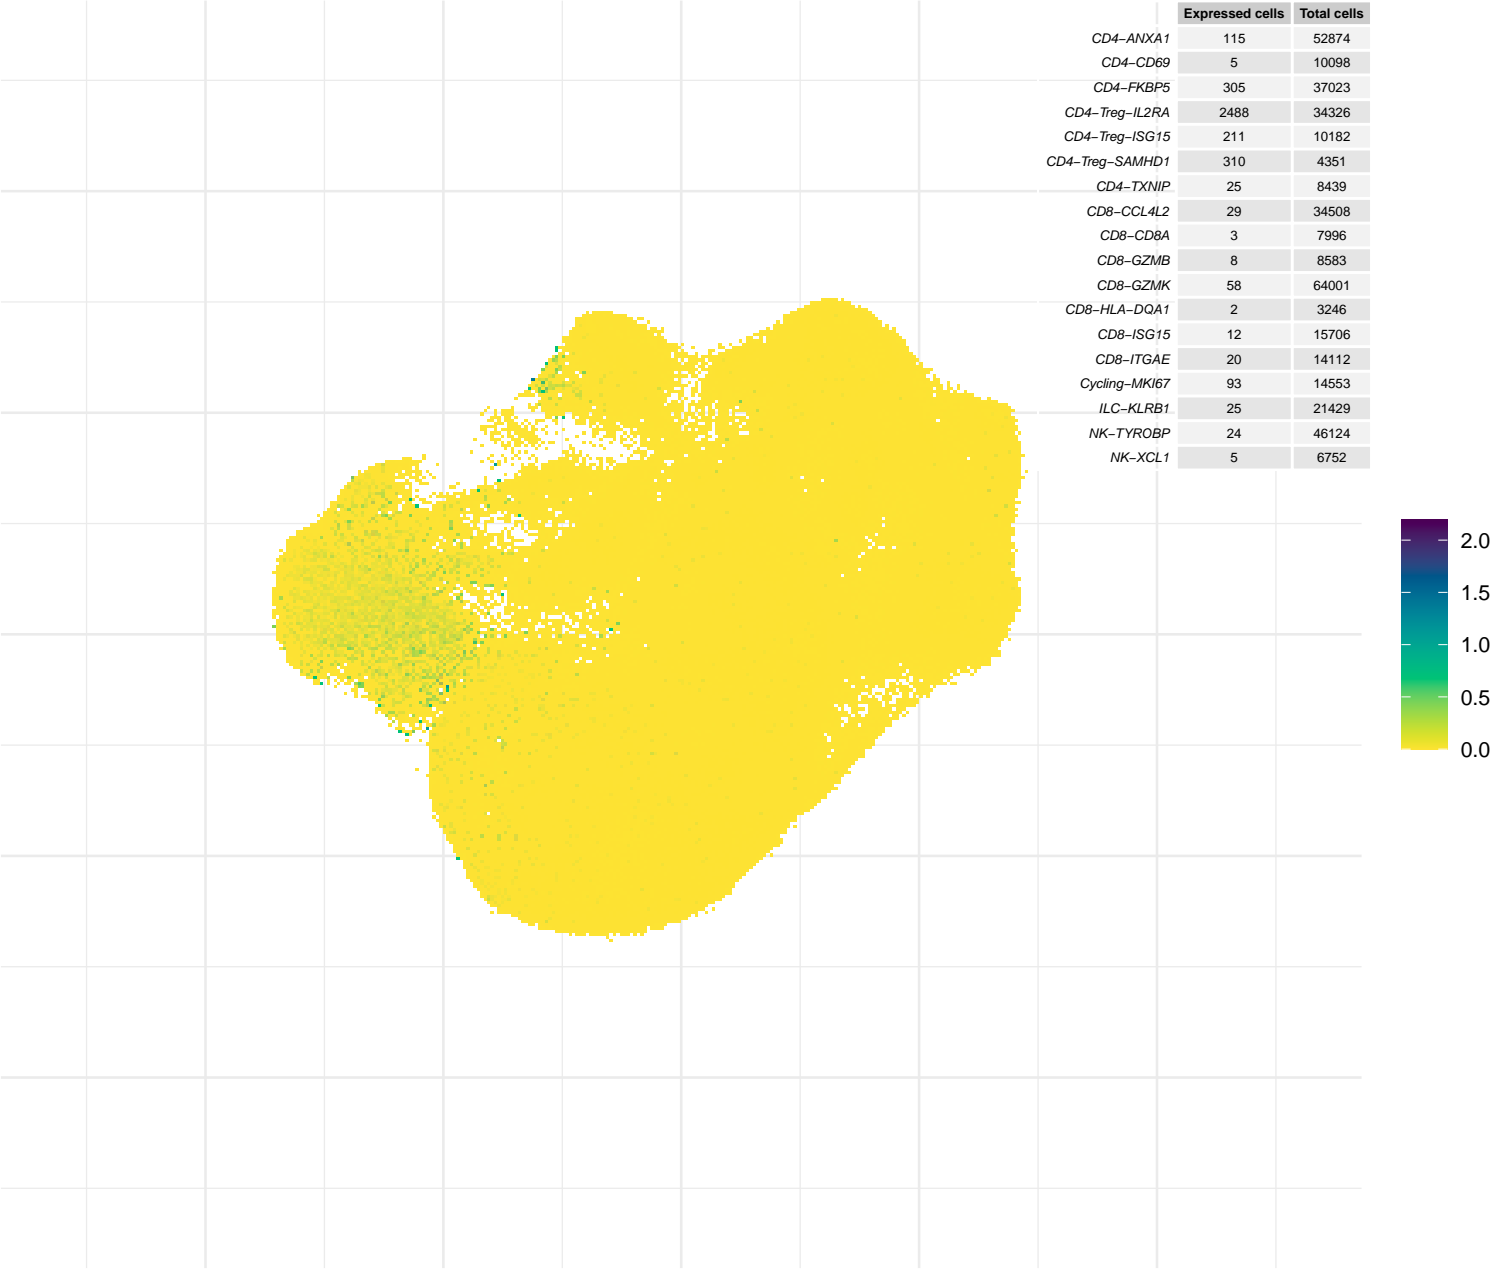 Expressed cells Total cells
CD4−ANXA1 115 52874
CD4−CD69 5 10098
CD4−FKBP5 305 37023
CD4−Treg−IL2RA 2488 34326
CD4−Treg−ISG15 211 10182
CD4−Treg−SAMHD1 310 4351
CD4−TXNIP 25 8439
CD8−CCL4L2 29 34508
CD8−CD8A 3 7996
CD8−GZMB 8 8583
CD8−GZMK 58 64001
CD8−HLA−DQA1 2 3246
CD8−ISG15 12 15706
CD8−ITGAE 20 14112
Cycling−MKI67 93 14553
ILC−KLRB1 25 21429
NK−TYROBP 24 46124
NK−XCL1 5 6752
2.0
1.5
1.0
0.5
0.0